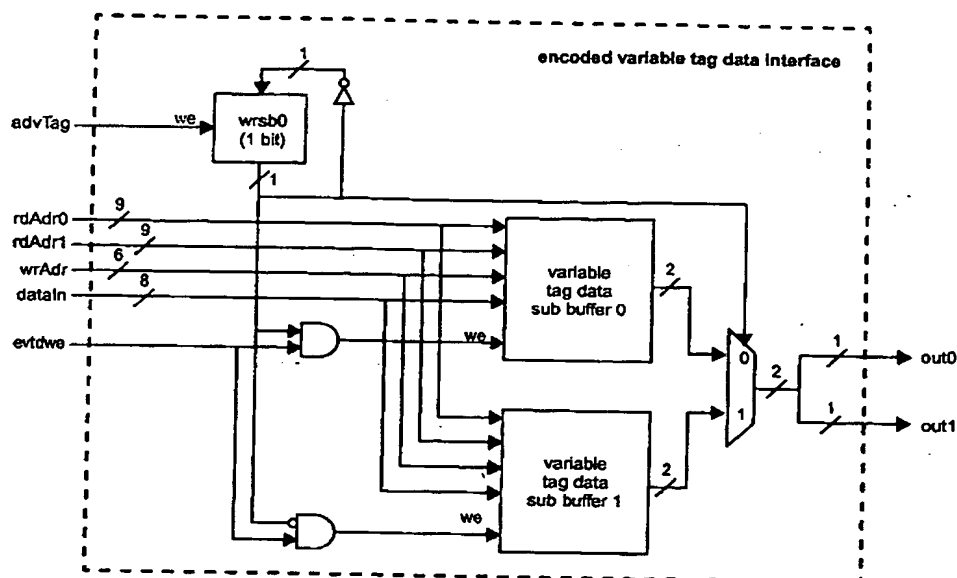 encoded variable tag data interface
1
advTag
we
wrsb0
(1 bit)
1
rdAdr0
9
rdAdr1
9
wrAdr
6
dataIn
8
variable
tag data
sub buffer 0
2
evtdwe
we
0
2
1
out0
1
1
out1
variable
tag data
sub buffer 1
2
we